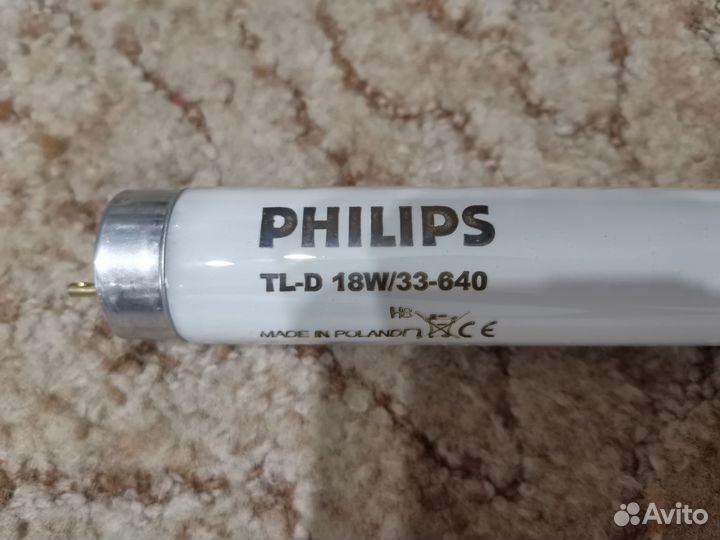 PHILIPS
TL-D 18W/33-640
Hg
MADE IN POLAND CE
Avito